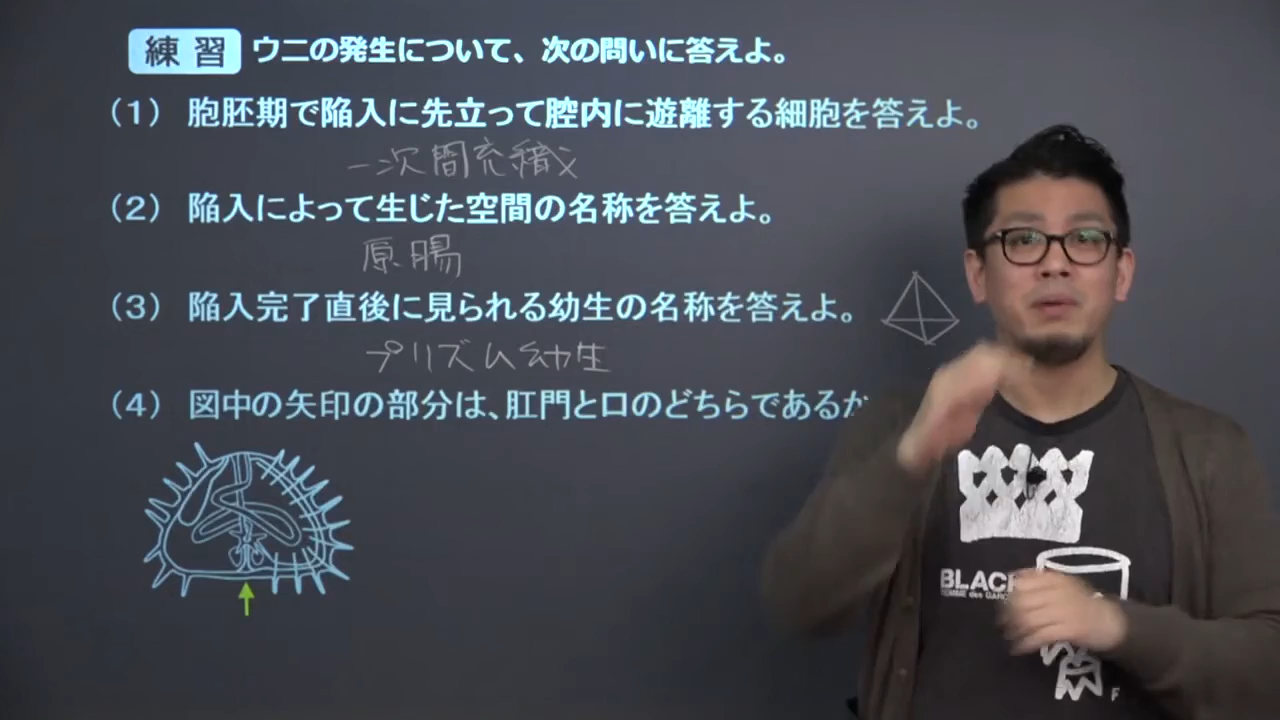 練習 ウニの発生について、次の問いに答えよ。
(1) 胞胚期で陥入に先立って腔内に遊離する細胞を答えよ。
一次間充織
(2) 陥入によって生じた空間の名称を答えよ。
原腸
(3) 陥入完了直後に見られる幼生の名称を答えよ。
プリズム幼生
(4) 図中の矢印の部分は、肛門と口のどちらであるか
BLACK